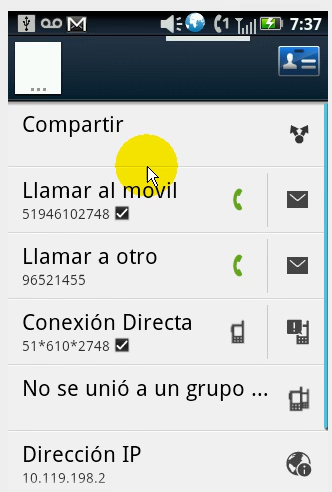 7:37
...
Compartir
Llamar al móvil
51946102748
Llamar a otro
96521455
Conexión Directa
51*610*2748
No se unió a un grupo ...
Dirección IP
10.119.198.2